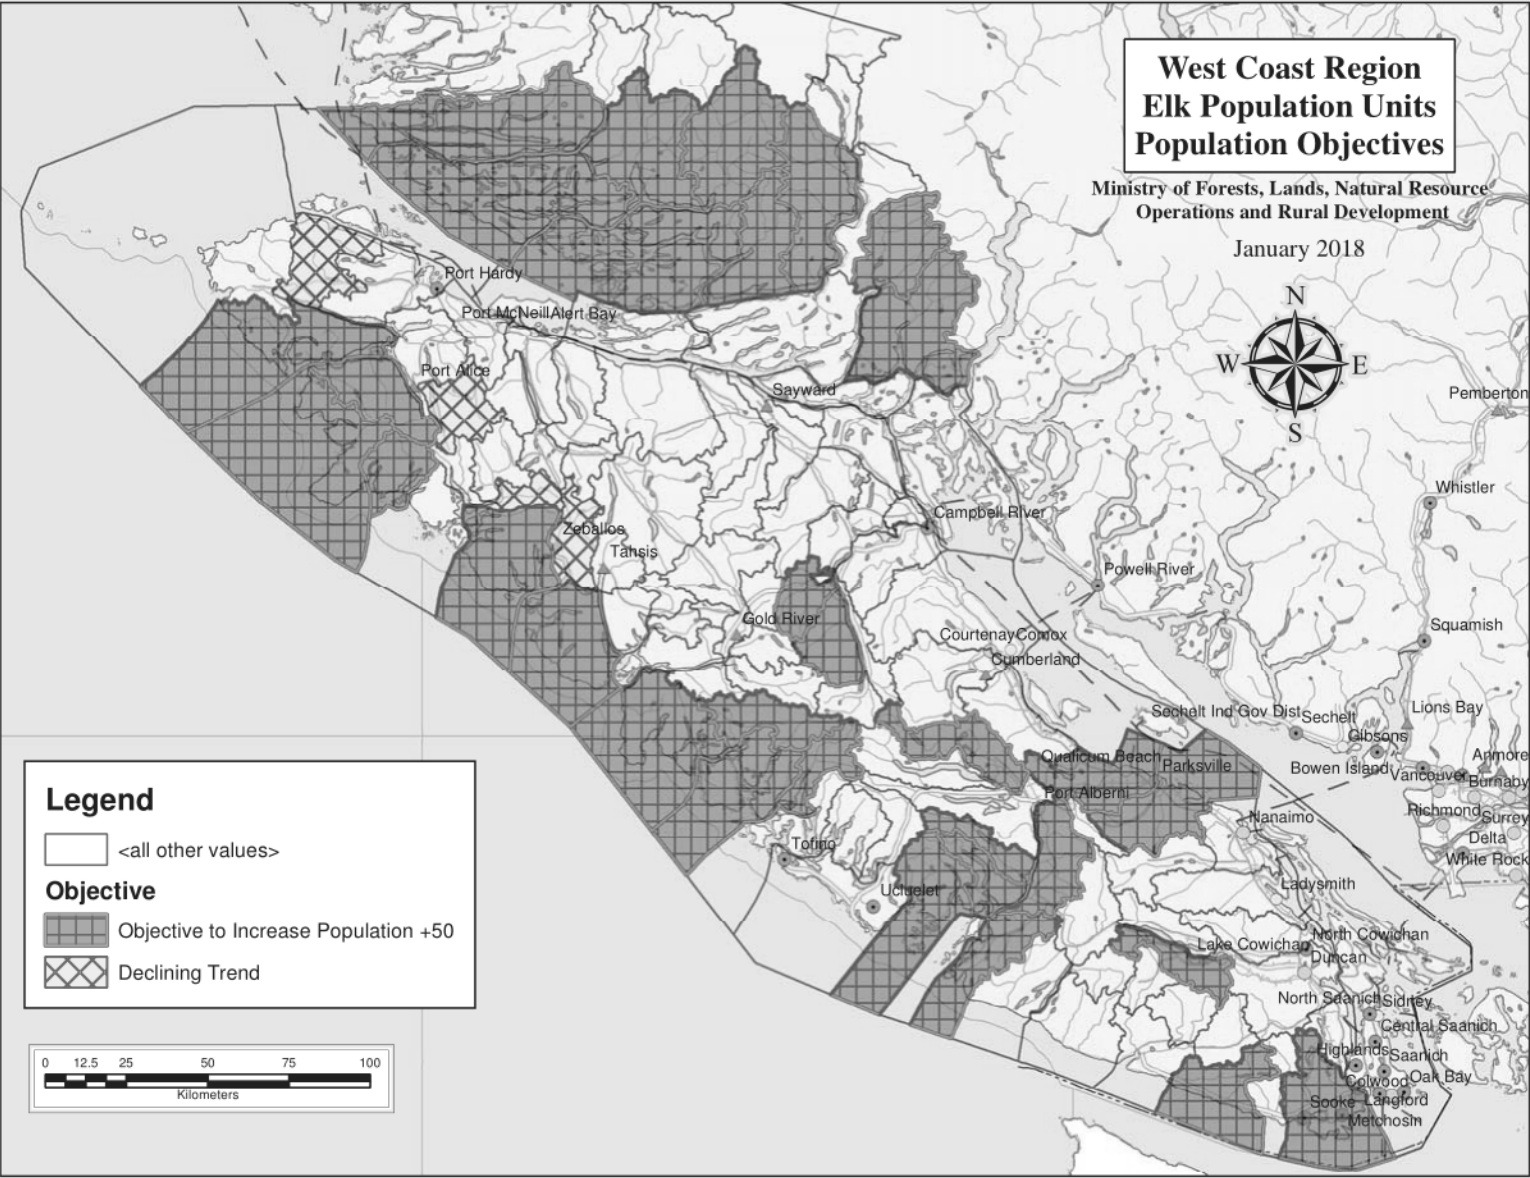 West Coast Region
Elk Population Units
Population Objectives
Ministry of Forests, Lands, Natural Resource
Operations and Rural Development
January 2018
N
W E
S
Port Hardy
Port McNeill Alert Bay
Port Alice
Sayward
Pemberton
Whistler
Campbell River
Zeballos
Tahsis
Powell River
Gold River
Squamish
Courtenay Comox
Cumberland
Sechelt Ind Gov Dist Sechelt
Lions Bay
Gibsons
Qualicum Beach
Parksville
Bowen Island
Vancouver
Anmore
Burnaby
Port Alberni
Nanaimo
Richmond
Surrey
Delta
White Rock
Tofino
Ucluelet
Ladysmith
North Cowichan
Lake Cowichan
Duncan
North Saanich Sidney
Central Saanich
Highlands
Saanich
Colwood
Oak Bay
Sooke
Langford
Metchosin
Legend
<all other values>
Objective
Objective to Increase Population +50
Declining Trend
0 12.5 25 50 75 100
Kilometers